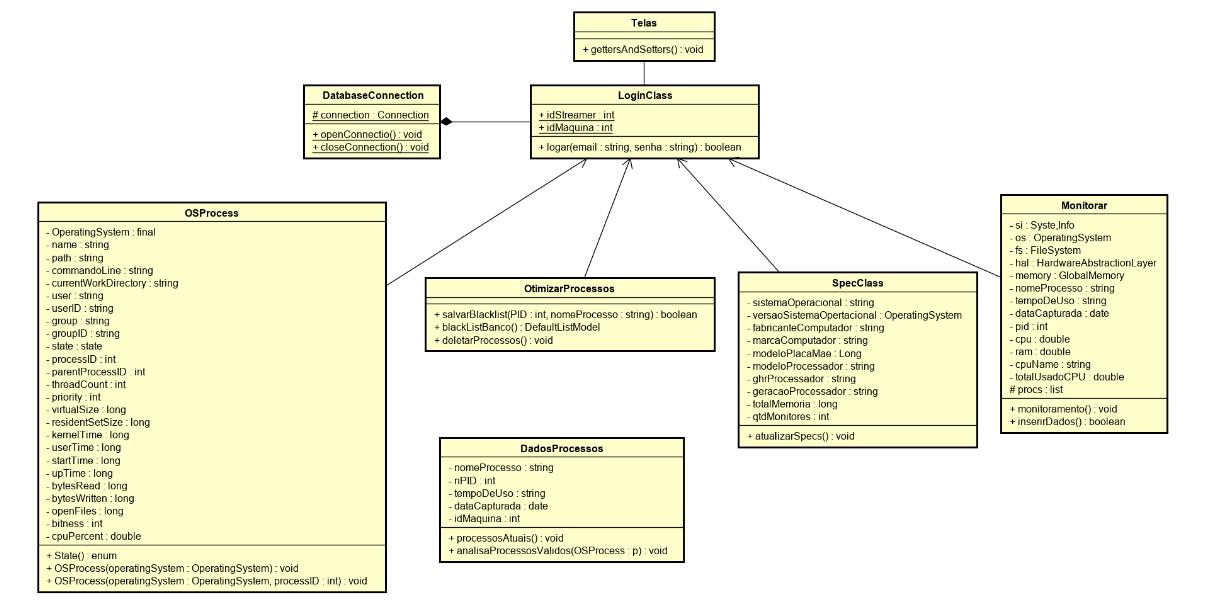 Telas
+ gettersAndSetters() : void
DatabaseConnection
# connection : Connection
+ openConnectio() : void
+ closeConnection() : void
LoginClass
+ idStreamer : int
+ idMaquina : int
+ logar(email : string, senha : string) : boolean
OSProcess
- OperatingSystem : final
- name : string
- path : string
- commandoLine : string
- currentWorkDirectory : string
- user : string
- userID : string
- group : string
- groupID : string
- state : state
- processID : int
- parentProcessID : int
- threadCount : int
- priority : int
- virtualSize : long
- residentSetSize : long
- kernelTime : long
- userTime : long
- startTime : long
- upTime : long
- bytesRead : long
- bytesWritten : long
- openFiles : long
- bitness : int
- cpuPercent : double
+ State() : enum
+ OSProcess(operatingSystem : OperatingSystem) : void
+ OSProcess(operatingSystem : OperatingSystem, processID : int) : void
OtimizarProcessos
+ salvarBlacklist(PID : int, nomeProcesso : string) : boolean
+ blackListBanco() : DefaultListModel
+ deletarProcessos() : void
DadosProcessos
- nomeProcesso : string
- nPID : int
- tempoDeUso : string
- dataCapturada : date
- idMaquina : int
+ processosAtuais() : void
+ analisaProcessosValidos(OSProcess : p) : void
SpecClass
- sistemaOperacional : string
- versaoSistemaOpertacional : OperatingSystem
- fabricanteComputador : string
- marcaComputador : string
- modeloPlacaMae : Long
- modeloProcessador : string
- ghrProcessador : string
- geracaoProcessador : string
- totalMemoria : long
- qtdMonitores : int
+ atualizarSpecs() : void
Monitorar
- si : Syste,Info
- os : OperatingSystem
- fs : FileSystem
- hal : HardwareAbstractionLayer
- memory : GlobalMemory
- nomeProcesso : string
- tempoDeUso : string
- dataCapturada : date
- pid : int
- cpu : double
- ram : double
- cpuName : string
- totalUsadoCPU : double
# procs : list
+ monitoramento() : void
+ inserirDados() : boolean